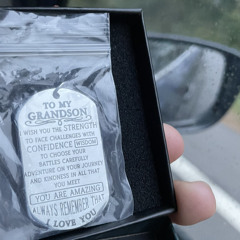 TO MY
GRANDSON
WISH YOU THE STRENGTH
TO FACE CHALLENGES WITH
CONFIDENCE WISDOM
TO CHOOSE YOUR
BATTLES CAREFULLY
ADVENTURE ON YOUR JOURNEY
AND KINDNESS IN ALL THAT
YOU MEET
YOU ARE AMAZING
ALWAYS REMEMBER THAT
I LOVE YOU